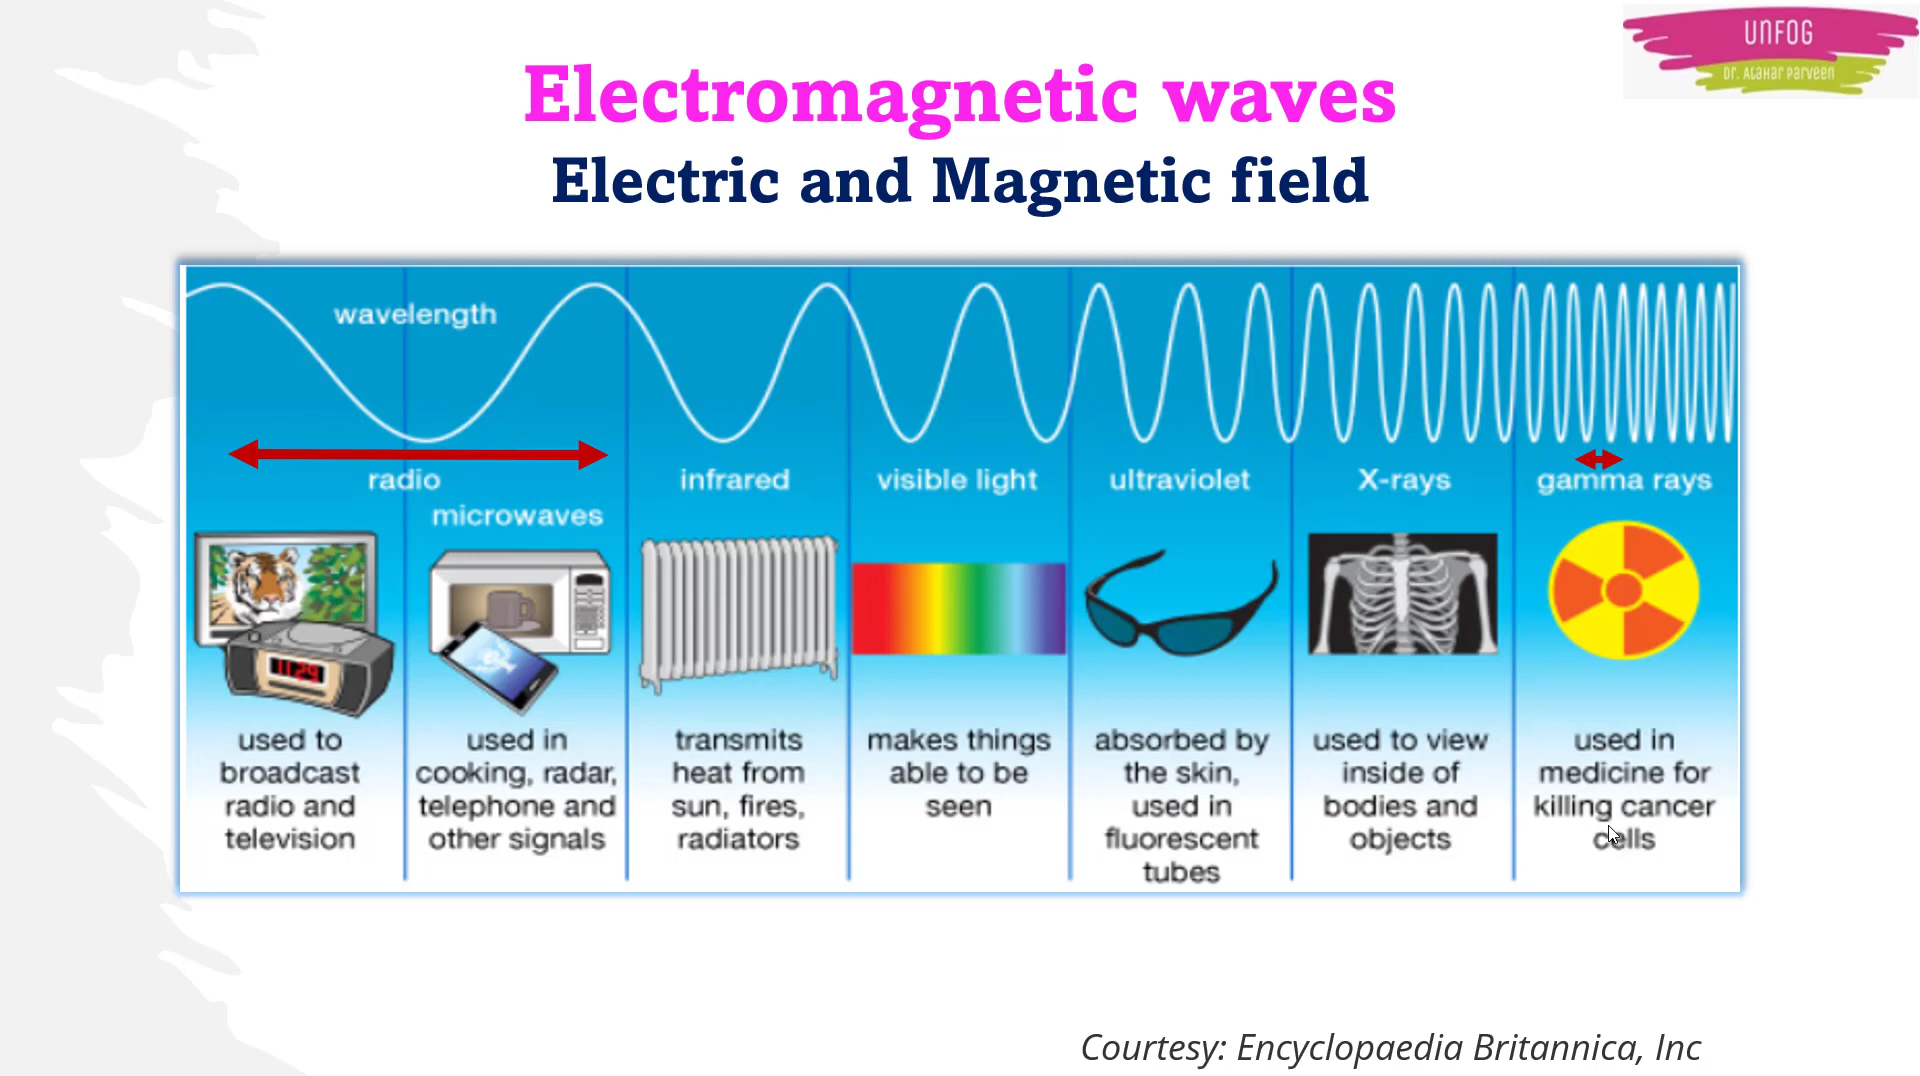 UNFOG
Dr. Atahar Parveen
Electromagnetic waves
Electric and Magnetic field
wavelength
radio
microwaves
infrared
visible light
ultraviolet
X-rays
gamma rays
11:29
used to
broadcast
radio and
television
used in
cooking, radar,
telephone and
other signals
transmits
heat from
sun, fires,
radiators
makes things
able to be
seen
absorbed by
the skin,
used in
fluorescent
tubes
used to view
inside of
bodies and
objects
used in
medicine for
killing cancer
cells
Courtesy: Encyclopaedia Britannica, Inc